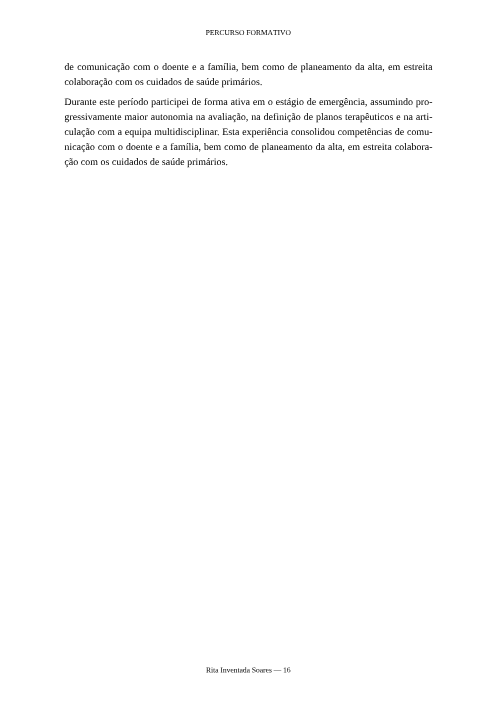 PERCURSO FORMATIVO
de comunicação com o doente e a família, bem como de planeamento da alta, em estreita
colaboração com os cuidados de saúde primários.
Durante este período participei de forma ativa em o estágio de emergência, assumindo pro-
gressivamente maior autonomia na avaliação, na definição de planos terapêuticos e na arti-
culação com a equipa multidisciplinar. Esta experiência consolidou competências de comu-
nicação com o doente e a família, bem como de planeamento da alta, em estreita colabora-
ção com os cuidados de saúde primários.
Rita Inventada Soares — 16